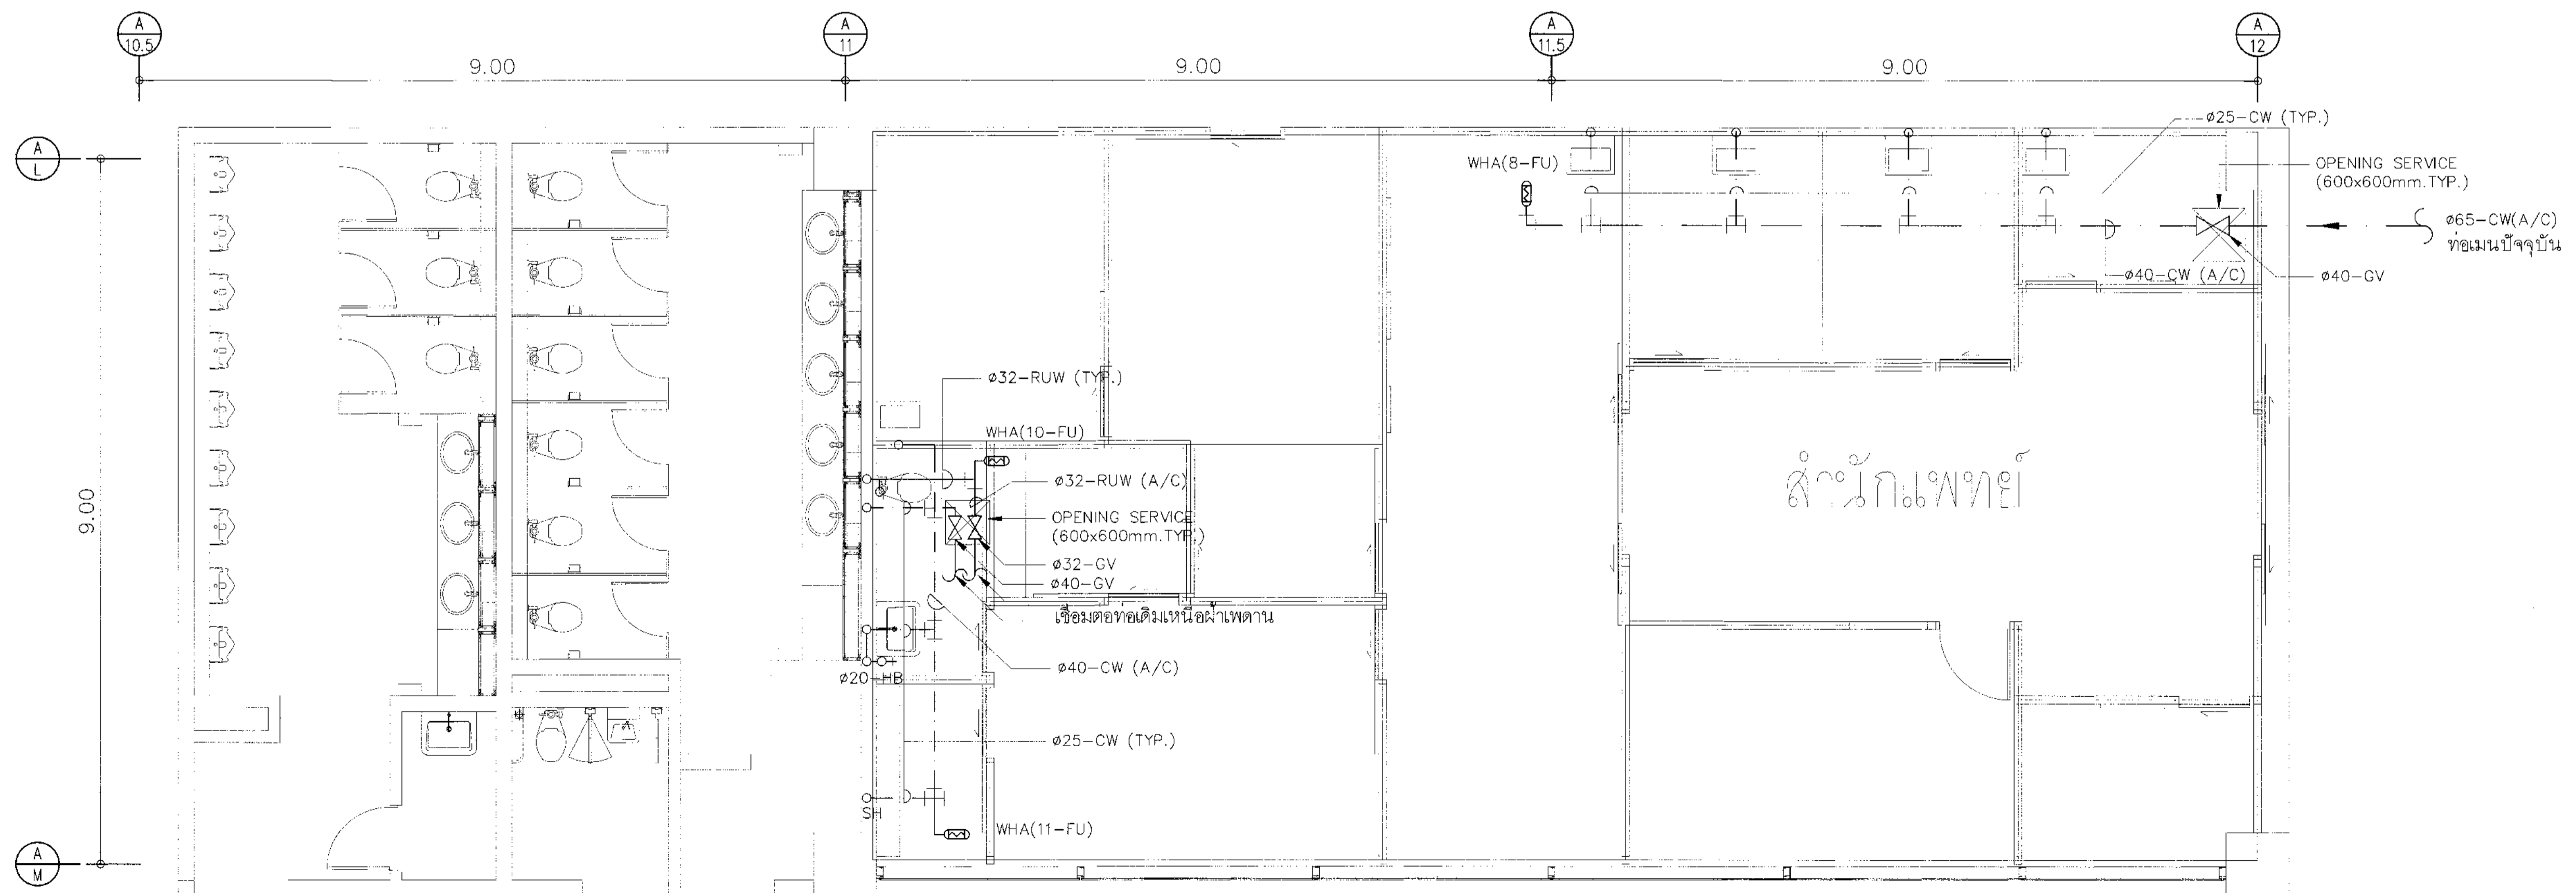 A
10.5
A
11
A
11.5
A
12
9.00
9.00
9.00
ø25-CW (TYP.)
A
L
WHA(8-FU)
OPENING SERVICE
(600x600mm.TYP.)
ø65-CW(A/C)
ท่อเมนปัจจุบัน
ø40-CW (A/C)
ø40-GV
ø32-RUW (TYP.)
WHA(10-FU)
ø32-RUW (A/C)
สำนักแพทย์
9.00
OPENING SERVICE
(600x600mm.TYP.)
ø32-GV
ø40-GV
เชื่อมต่อท่อเดิมเหนือฝ้าเพดาน
ø40-CW (A/C)
ø20-HB
ø25-CW (TYP.)
SH
WHA(11-FU)
A
M